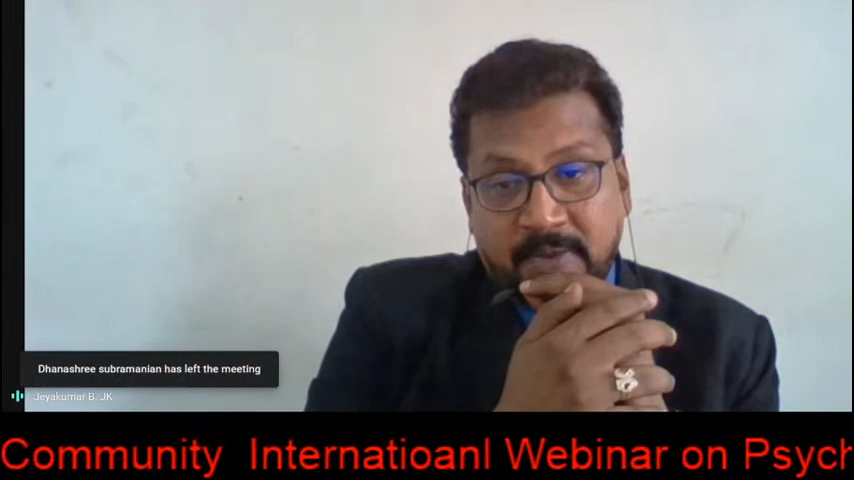 Dhanashree subramanian has left the meeting
Jeyakumar B. JK
Community Internatioanl Webinar on Psych